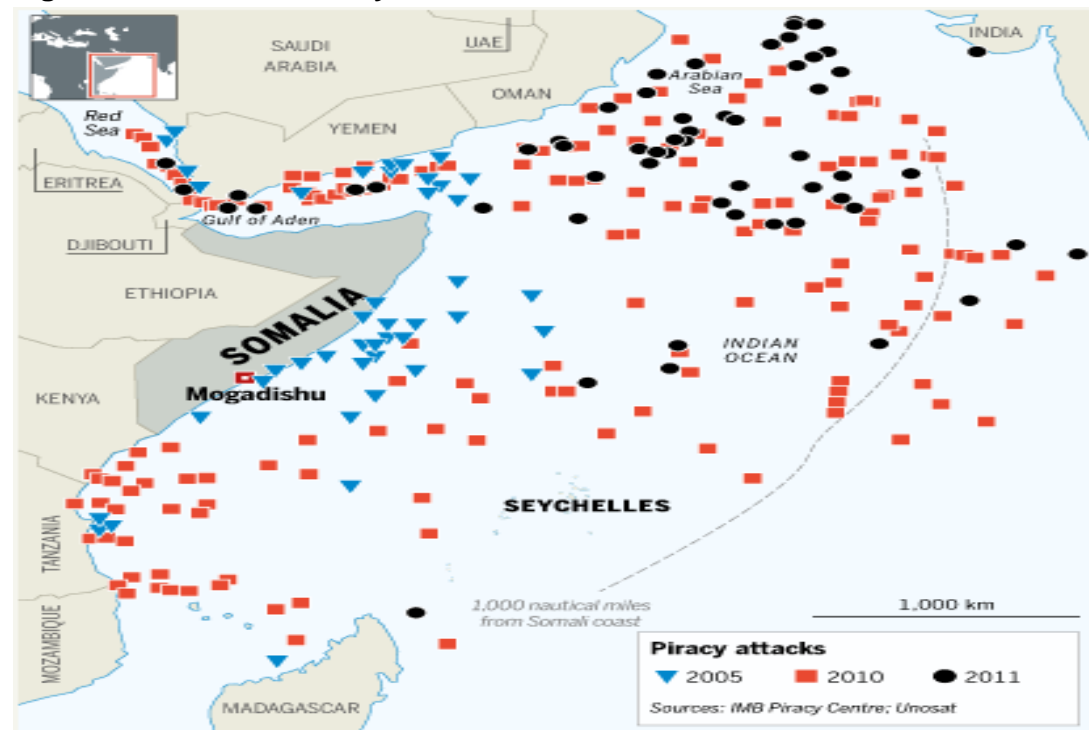 SAUDI
ARABIA
UAE
INDIA
OMAN
Arabian
Sea
Red
Sea
YEMEN
ERITREA
Gulf of Aden
DJIBOUTI
ETHIOPIA
SOMALIA
INDIAN
OCEAN
Mogadishu
KENYA
SEYCHELLES
TANZANIA
MOZAMBIQUE
1,000 nautical miles
from Somali coast
1,000 km
MADAGASCAR
Piracy attacks
2005
2010
2011
Sources: IMB Piracy Centre; Unosat